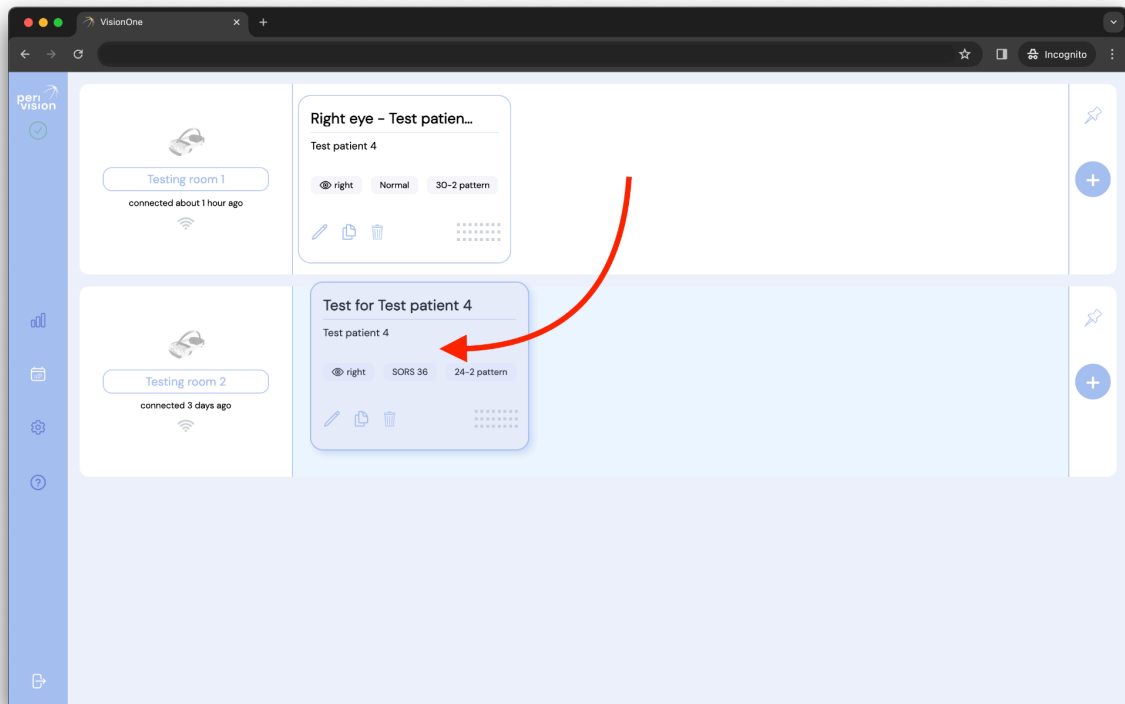 VisionOne
Incognito
peri
vision
Right eye - Test patien...
Test patient 4
right
Normal
30-2 pattern
Testing room 1
connected about 1 hour ago
Test for Test patient 4
Test patient 4
right
SORS 36
24-2 pattern
Testing room 2
connected 3 days ago